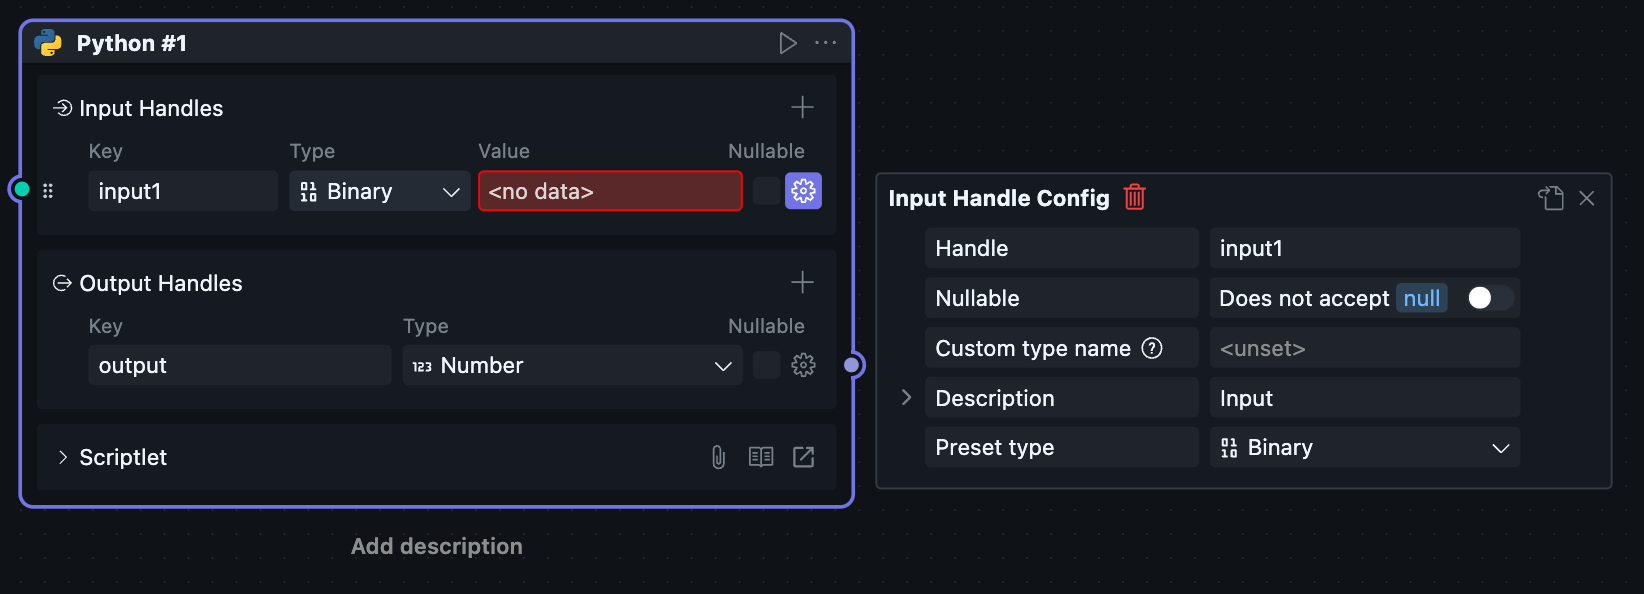 Python #1
Input Handles
Key Type Value Nullable
input1 Binary <no data>
Output Handles
Key Type Nullable
output 123 Number
Scriptlet
Add description
Input Handle Config
Handle input1
Nullable Does not accept null
Custom type name ? <unset>
Description Input
Preset type Binary